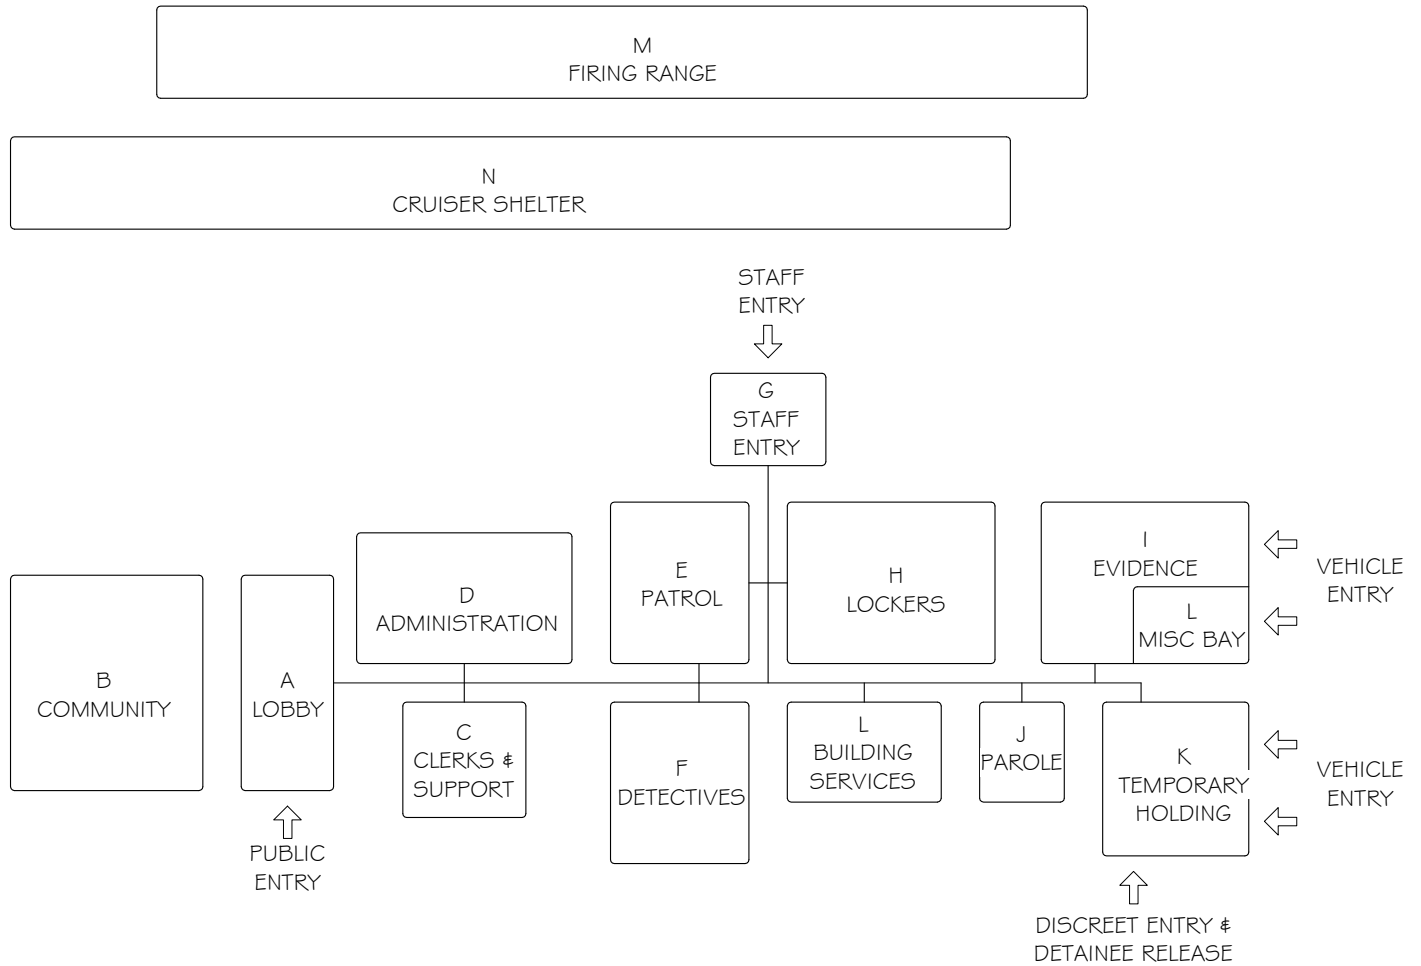 M
FIRING RANGE
N
CRUISER SHELTER
STAFF
ENTRY
G
STAFF
ENTRY
B
COMMUNITY
A
LOBBY
PUBLIC
ENTRY
D
ADMINISTRATION
C
CLERKS &
SUPPORT
E
PATROL
F
DETECTIVES
H
LOCKERS
L
BUILDING
SERVICES
J
PAROLE
I
EVIDENCE
L
MISC BAY
VEHICLE
ENTRY
K
TEMPORARY
HOLDING
VEHICLE
ENTRY
DISCREET ENTRY &
DETAINEE RELEASE